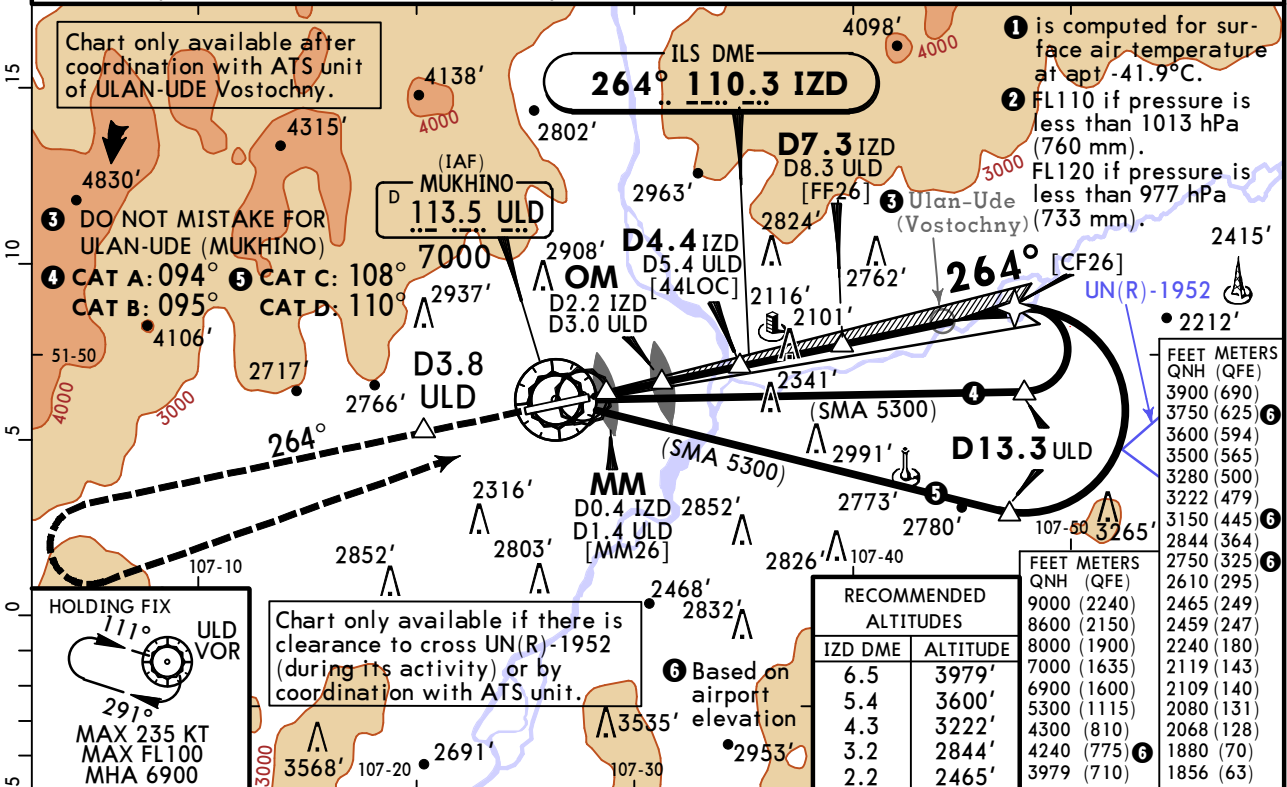 Chart only available after
coordination with ATS unit
of ULAN-UDE Vostochny.
4138'
4000
4315'
4830'
2802'
ILS DME
264° 110.3 IZD
4098'
4000
3000
❶ is computed for sur-
face air temperature
at apt -41.9°C.
❷ FL110 if pressure is
less than 1013 hPa
(760 mm).
FL120 if pressure is
less than 977 hPa
(733 mm).
15
10
5
0
5
(IAF)
MUKHINO
D 113.5 ULD
7000
2963'
D7.3 IZD
D8.3 ULD
[FF26]
❸ Ulan-Ude
(Vostochny)
❸ DO NOT MISTAKE FOR
ULAN-UDE (MUKHINO)
❹ CAT A: 094°
CAT B: 095°
❺ CAT C: 108°
CAT D: 110°
4106'
51-50
4000
3000
2717'
2766'
2937'
2908'
OM
D2.2 IZD
D3.0 ULD
D4.4 IZD
D5.4 ULD
[44LOC]
2824'
2762'
2116'
2101'
264°
[CF26]
2415'
UN(R)-1952
2212'
D3.8
ULD
264°
2341'
(SMA 5300)
❹
(SMA 5300)
2991'
D13.3 ULD
2773'
❺
2780'
107-50
3265'
MM
D0.4 IZD
D1.4 ULD
[MM26]
2316'
2852'
2803'
2852'
2826'
107-40
2468'
2832'
107-10
HOLDING FIX
111°
ULD
VOR
291°
MAX 235 KT
MAX FL100
MHA 6900
Chart only available if there is
clearance to cross UN(R)-1952
(during its activity) or by
coordination with ATS unit.
❻ Based on
airport
elevation
3000
3568'
107-20
2691'
3535'
107-30
2953'
RECOMMENDED
ALTITUDES
IZD DME ALTITUDE
6.5 3979'
5.4 3600'
4.3 3222'
3.2 2844'
2.2 2465'
FEET METERS
QNH (QFE)
9000 (2240)
8600 (2150)
8000 (1900)
7000 (1635)
6900 (1600)
5300 (1115)
4300 (810)
4240 (775) ❻
3979 (710)
FEET METERS
QNH (QFE)
3900 (690)
3750 (625) ❻
3600 (594)
3500 (565)
3280 (500)
3222 (479)
3150 (445) ❻
2844 (364)
2750 (325) ❻
2610 (295)
2465 (249)
2459 (247)
2240 (180)
2119 (143)
2109 (140)
2080 (131)
2068 (128)
1880 (70)
1856 (63)